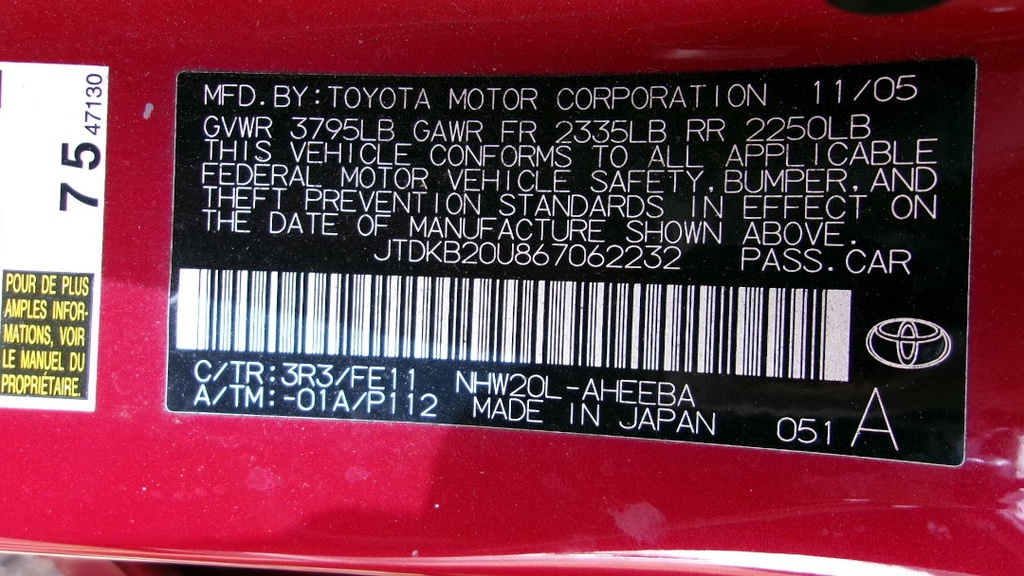 75
47130
POUR DE PLUS
AMPLES INFOR-
MATIONS, VOIR
LE MANUEL DU
PROPRIÉTAIRE.
MFD. BY: TOYOTA MOTOR CORPORATION 11/05
GVWR 3795LB GAWR FR 2335LB RR 2250LB
THIS VEHICLE CONFORMS TO ALL APPLICABLE
FEDERAL MOTOR VEHICLE SAFETY, BUMPER, AND
THEFT PREVENTION STANDARDS IN EFFECT ON
THE DATE OF MANUFACTURE SHOWN ABOVE.
JTDKB20U867062232 PASS. CAR
C/TR: 3R3/FE11 NHW20L-AHEEBA
A/TM: -01A/P112 MADE IN JAPAN
051 A